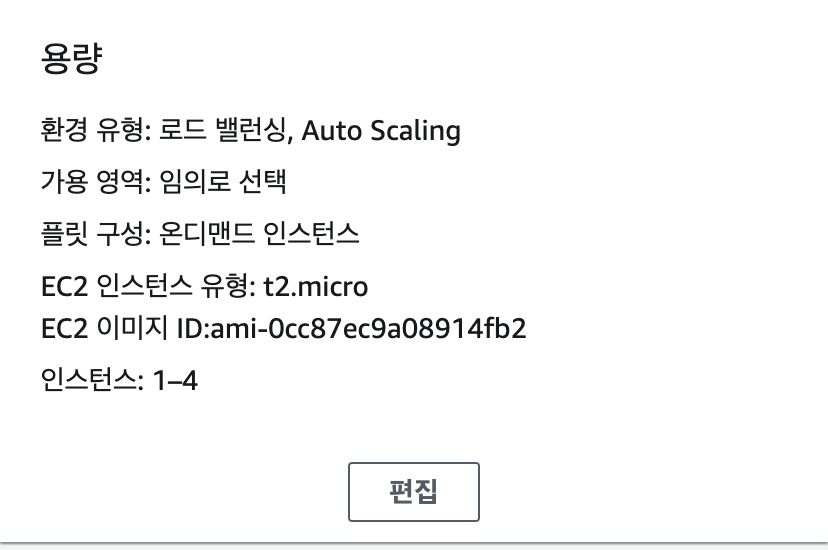 용량
환경 유형: 로드 밸런싱, Auto Scaling
가용 영역: 임의로 선택
플릿 구성: 온디맨드 인스턴스
EC2 인스턴스 유형: t2.micro
EC2 이미지 ID:ami-0cc87ec9a08914fb2
인스턴스: 1–4
편집